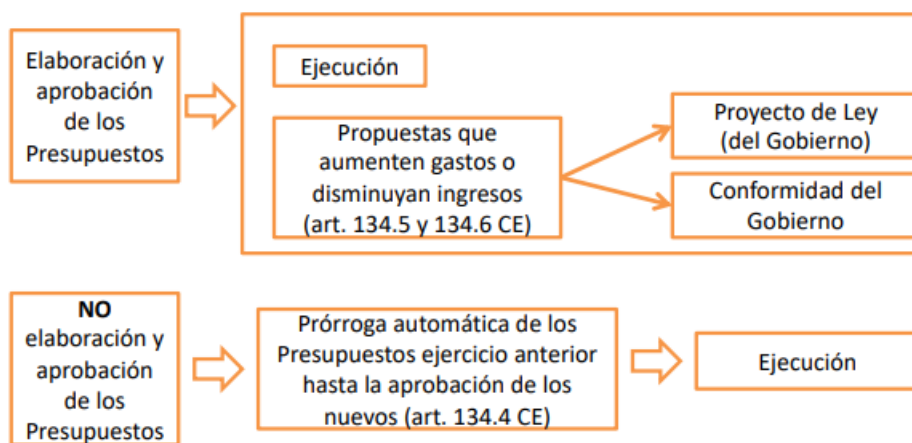 Elaboración y
aprobación
de los
Presupuestos
Ejecución
Propuestas que
aumenten gastos o
disminuyan ingresos
(art. 134.5 y 134.6 CE)
Proyecto de Ley
(del Gobierno)
Conformidad del
Gobierno
NO
elaboración y
aprobación
de los
Presupuestos
Prórroga automática de los
Presupuestos ejercicio anterior
hasta la aprobación de los
nuevos (art. 134.4 CE)
Ejecución